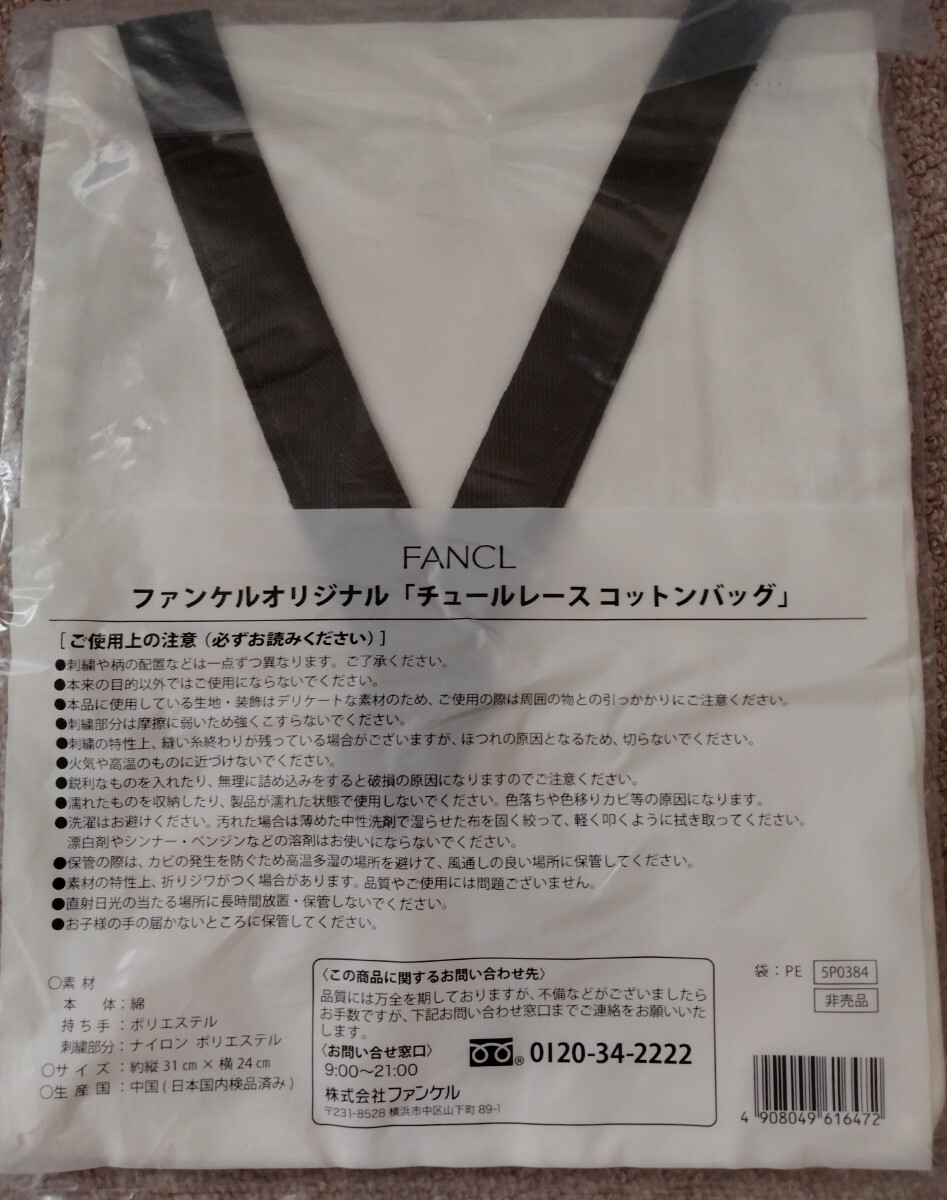 FANCL
ファンケルオリジナル「チュールレース コットンバッグ」
[ご使用上の注意（必ずお読みください）]
●刺繍や柄の配置などは一点ずつ異なります。ご了承ください。
●本来の目的以外ではご使用にならないでください。
●本品に使用している生地・装飾はデリケートな素材のため、ご使用の際は周囲の物との引っかかりにご注意ください。
●刺繍部分は摩擦に弱いため強くこすらないでください。
●刺繍の特性上、縫い糸終わりが残っている場合がございますが、ほつれの原因となるため、切らないでください。
●火気や高温のものに近づけないでください。
●鋭利なものを入れたり、無理に詰め込みをすると破損の原因になりますのでご注意ください。
●濡れたものを収納したり、製品が濡れた状態で使用しないでください。色落ちや色移りカビ等の原因になります。
●洗濯はお避けください。汚れた場合は薄めた中性洗剤で湿らせた布を固く絞って、軽く叩くように拭き取ってください。
漂白剤やシンナー・ベンジンなどの溶剤はお使いにならないでください。
●保管の際は、カビの発生を防ぐため高温多湿の場所を避けて、風通しの良い場所に保管してください。
●素材の特性上、折りジワがつく場合があります。品質やご使用には問題ございません。
●直射日光の当たる場所に長時間放置・保管しないでください。
●お子様の手の届かないところに保管してください。
○素材
本 体：綿
持ち手：ポリエステル
刺繍部分：ナイロン ポリエステル
○サイズ：約縦31㎝×横24㎝
○生産国：中国(日本国内検品済み)
〈この商品に関するお問い合わせ先〉
品質には万全を期しておりますが、不備などがございましたら
お手数ですが、下記お問い合わせ窓口までご連絡をお願いいた
します。
〈お問い合せ窓口〉
9:00〜21:00
® 0120-34-2222
株式会社ファンケル
〒231-8528 横浜市中区山下町 89-1
袋：PE 5P0384
非売品
4 908049 616472